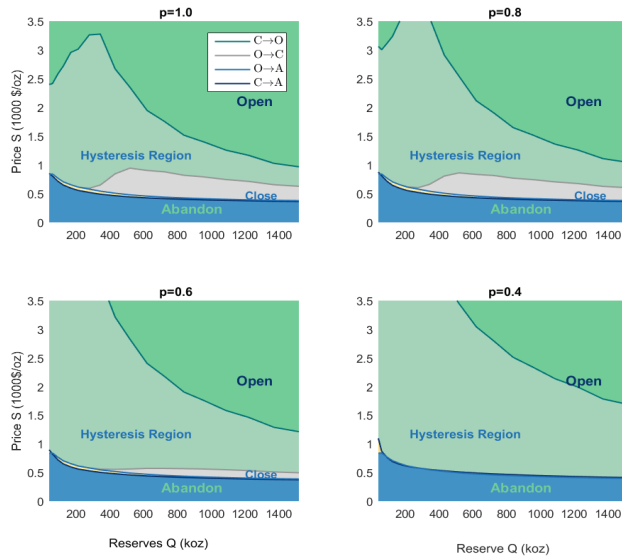 p=1.0
3.5
3
2.5
2
1.5
1
0.5
0
Price S (1000 $/oz)
C→O
O→C
O→A
C→A
Open
Hysteresis Region
Close
Abandon
200 400 600 800 1000 1200 1400
p=0.8
3.5
3
2.5
2
1.5
1
0.5
0
Open
Hysteresis Region
Close
Abandon
200 400 600 800 1000 1200 1400
p=0.6
3.5
3
2.5
2
1.5
1
0.5
0
Price S (1000$/oz)
Open
Hysteresis Region
Close
Abandon
200 400 600 800 1000 1200 1400
Reserves Q (koz)
p=0.4
3.5
3
2.5
2
1.5
1
0.5
0
Open
Hysteresis Region
Abandon
200 400 600 800 1000 1200 1400
Reserve Q (koz)